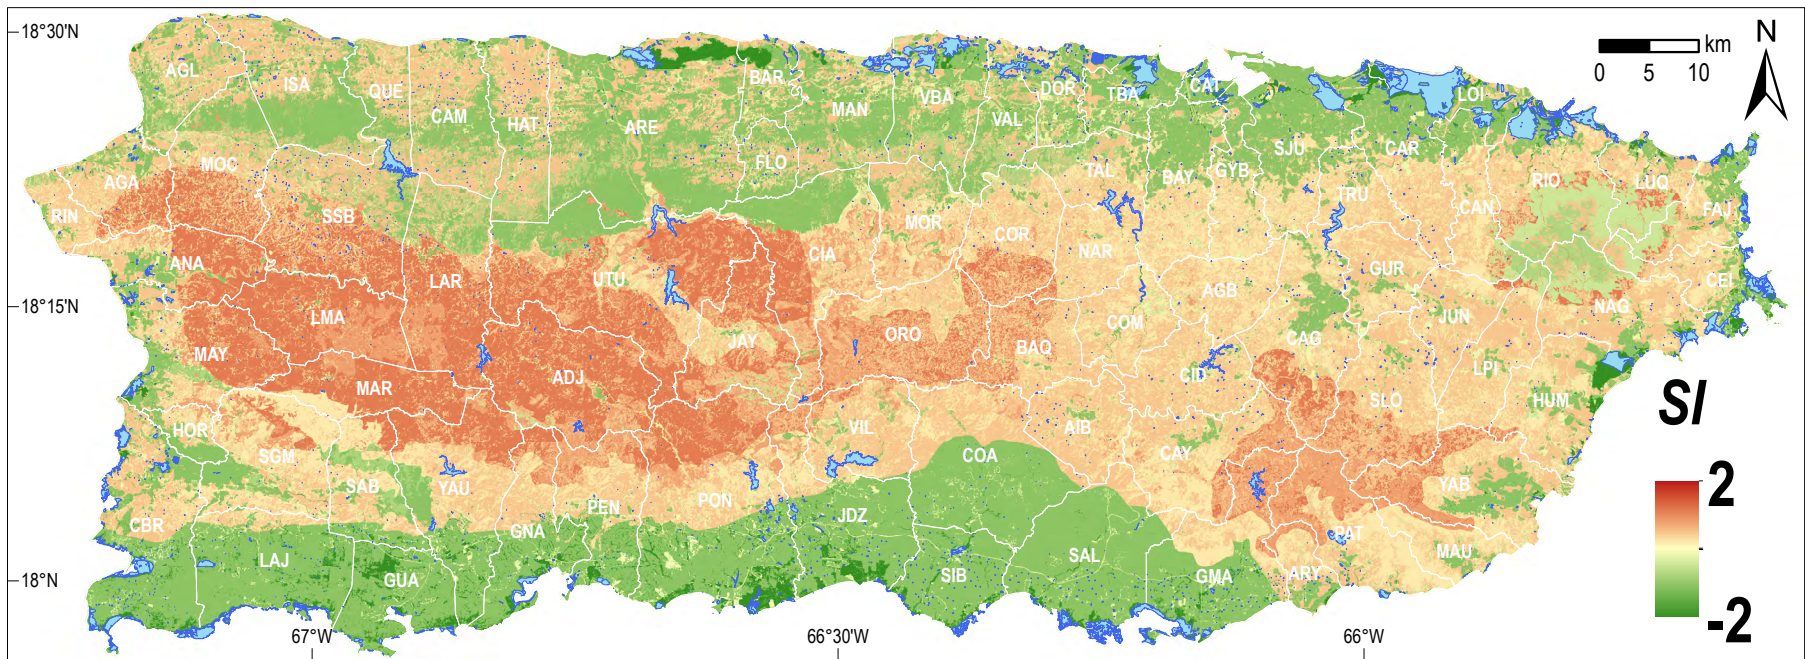 18°30'N
N
km
0 5 10
AGL
ISA
QUE
CAM
HAT
ARE
BAR
MAN
VBA
VAL
DOR
TBA
CAT
LOI
MOC
FLO
TAL
BAY
GYB
SJU
CAR
AGA
RIN
SSB
MOR
COR
NAR
TRU
CAN
RIO
LUQ
FAJ
ANA
LAR
UTU
CIA
AGB
GUR
CEI
18°15'N
LMA
MAY
MAR
ADJ
JAY
ORO
BAQ
COM
CID
CAG
JUN
NAG
LPI
HUM
SLO
SI
HOR
SGM
SAB
YAU
VIL
COA
AIB
CAY
YAB
2
CBR
GNA
PEN
PON
JDZ
PAT
MAU
LAJ
GUA
SIB
SAL
GMA
ARY
18°N
-2
67°W
66°30'W
66°W